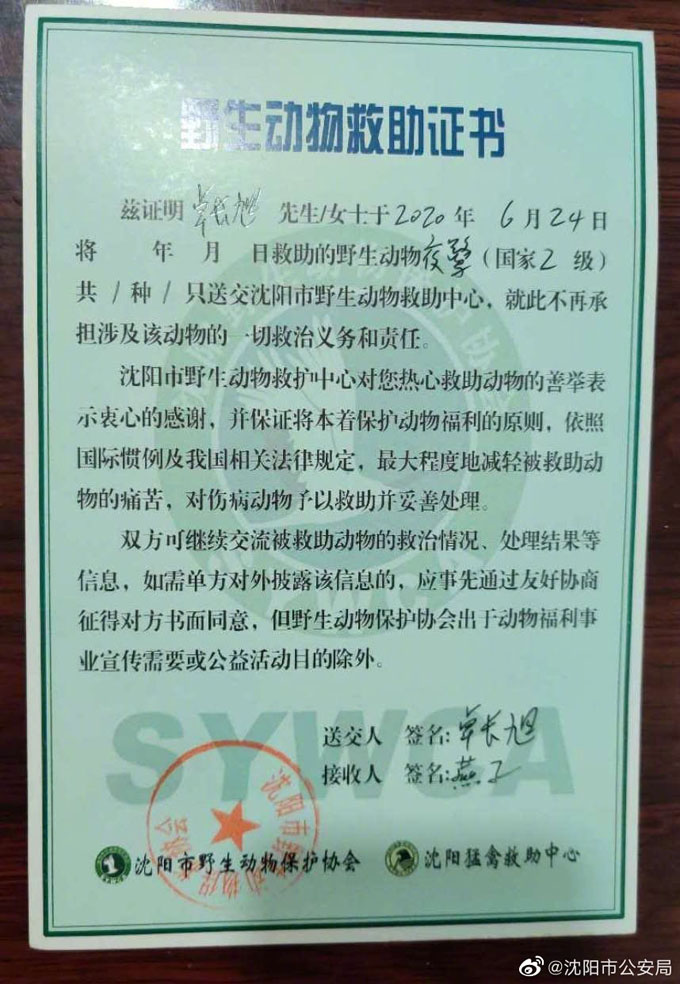 野生动物救助证书
兹证明 单长旭 先生/女士于2020年 6月24日
将 年 月 日救助的野生动物 (国家2级)
共/种/只送交沈阳市野生动物救助中心，就此不再承
担涉及该动物的一切救治义务和责任。
沈阳市野生动物救护中心对您热心救助动物的善举表
示衷心的感谢，并保证将本着保护动物福利的原则，依照
国际惯例及我国相关法律规定，最大程度地减轻被救助动
物的痛苦，对伤病动物予以救助并妥善处理。
双方可继续交流被救助动物的救治情况、处理结果等
信息，如需单方对外披露该信息的，应事先通过友好协商
征得对方书面同意，但野生动物保护协会出于动物福利事
业宣传需要或公益活动目的除外。
SYWCA
送交人 签名：单长旭
接收人 签名：燕子
沈阳市野生动物保护协会 沈阳猛禽救助中心
@沈阳市公安局